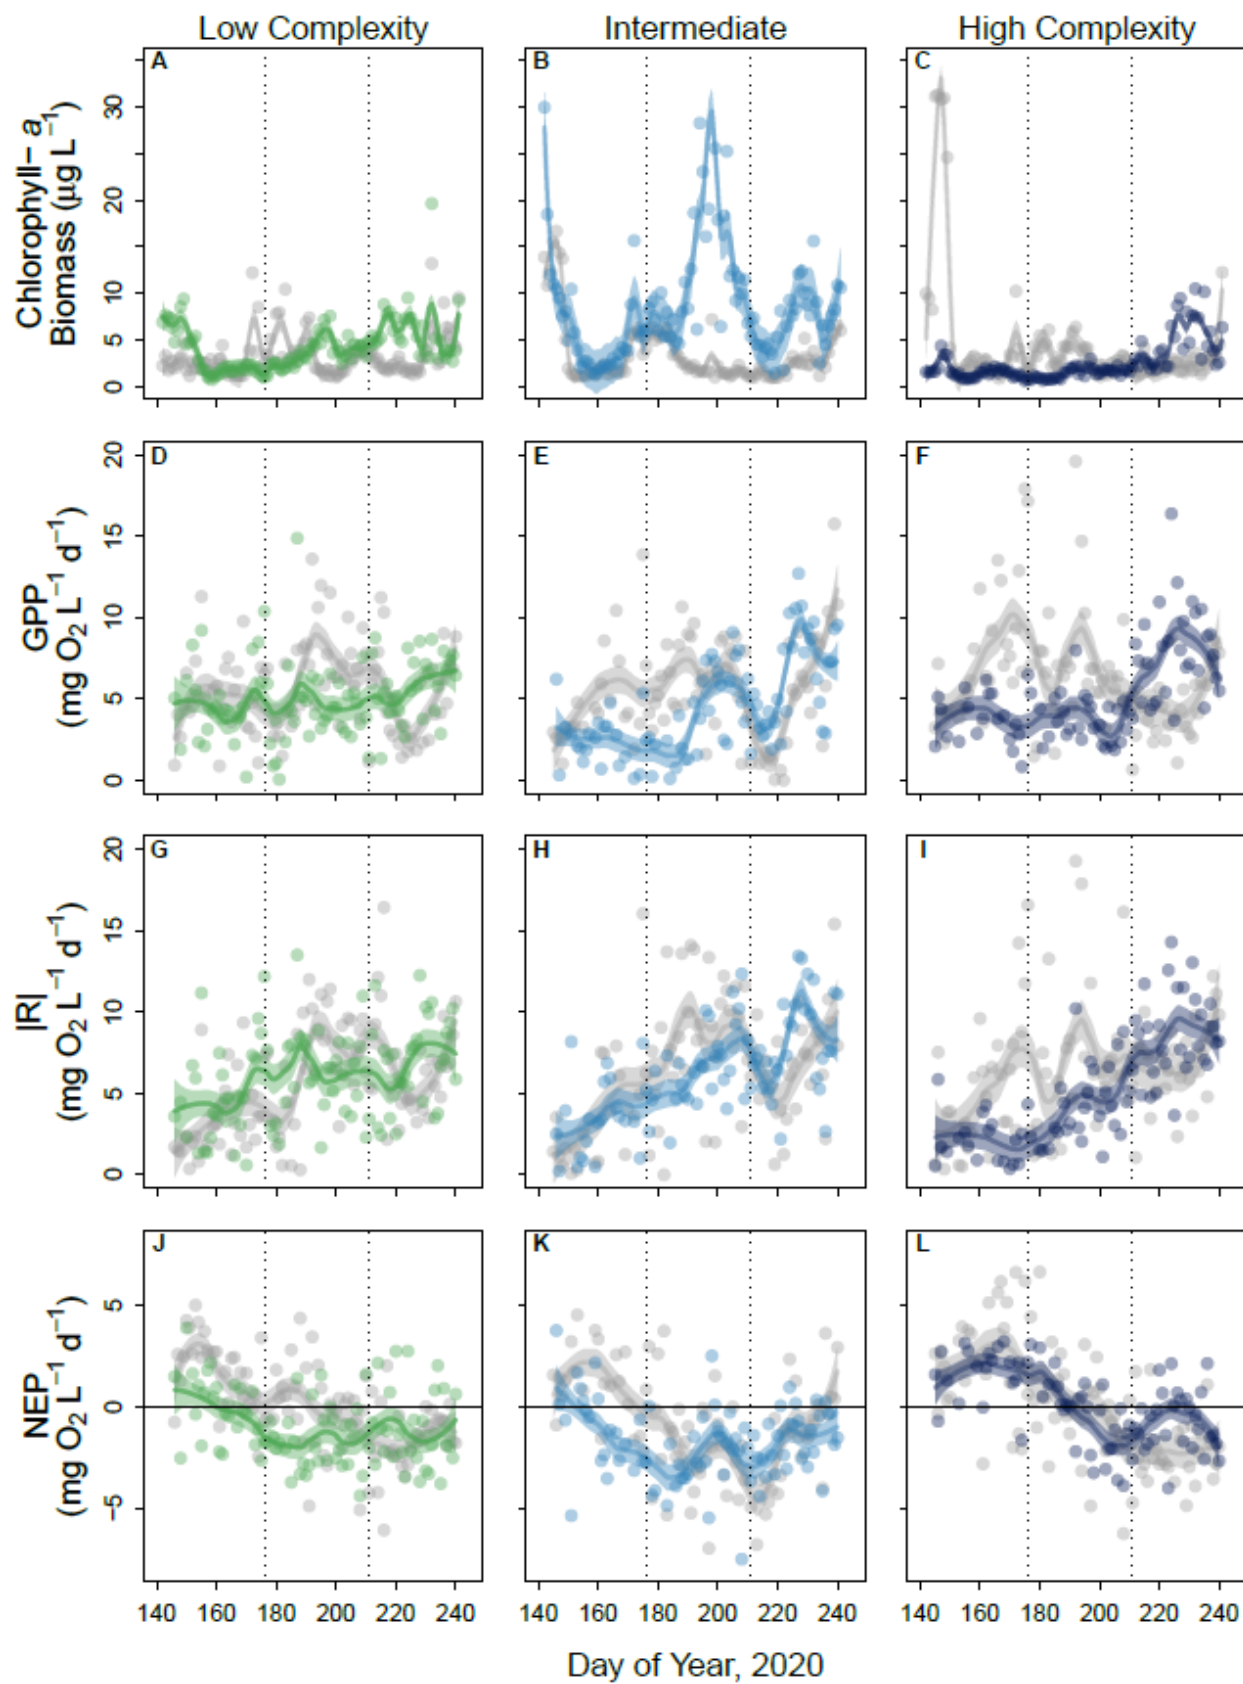 Low Complexity Intermediate High Complexity
A B C
Chlorophyll− a
Biomass (µg L−1)
0 5 10 20 30
D E F
GPP
(mg O2 L−1 d−1)
0 5 10 15 20
G H I
|R|
(mg O2 L−1 d−1)
0 5 10 15 20
J K L
NEP
(mg O2 L−1 d−1)
−5 0 5
140 160 180 200 220 240 140 160 180 200 220 240 140 160 180 200 220 240
Day of Year, 2020